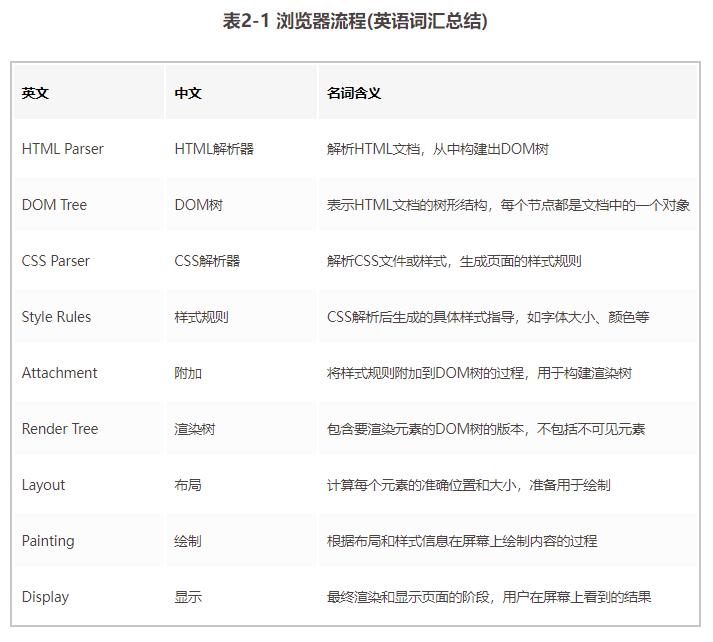 表2-1 浏览器流程(英语词汇总结)
英文 中文 名词含义
HTML Parser HTML解析器 解析HTML文档，从中构建出DOM树
DOM Tree DOM树 表示HTML文档的树形结构，每个节点都是文档中的一个对象
CSS Parser CSS解析器 解析CSS文件或样式，生成页面的样式规则
Style Rules 样式规则 CSS解析后生成的具体样式指导，如字体大小、颜色等
Attachment 附加 将样式规则附加到DOM树的过程，用于构建渲染树
Render Tree 渲染树 包含要渲染元素的DOM树的版本，不包括不可见元素
Layout 布局 计算每个元素的准确位置和大小，准备用于绘制
Painting 绘制 根据布局和样式信息在屏幕上绘制内容的过程
Display 显示 最终渲染和显示页面的阶段，用户在屏幕上看到的结果